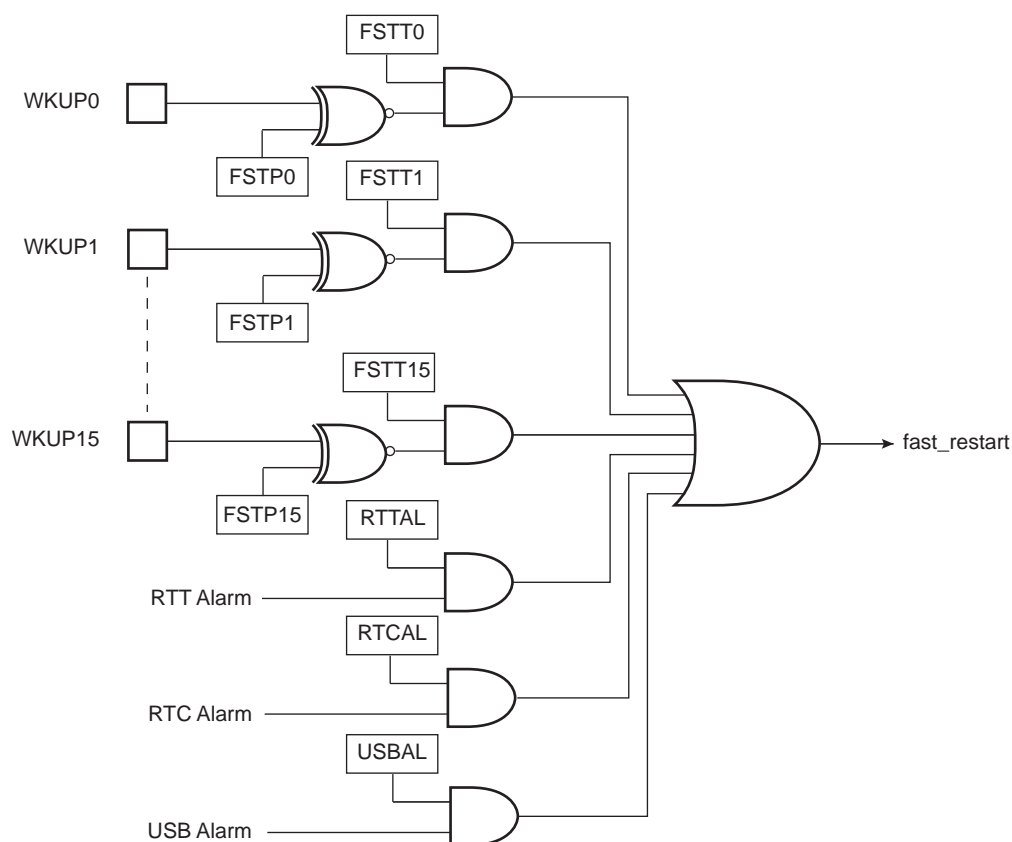 FSTT0
WKUP0
FSTP0
FSTT1
WKUP1
FSTP1
FSTT15
WKUP15
fast_restart
FSTP15
RTTAL
RTT Alarm
RTCAL
RTC Alarm
USBAL
USB Alarm